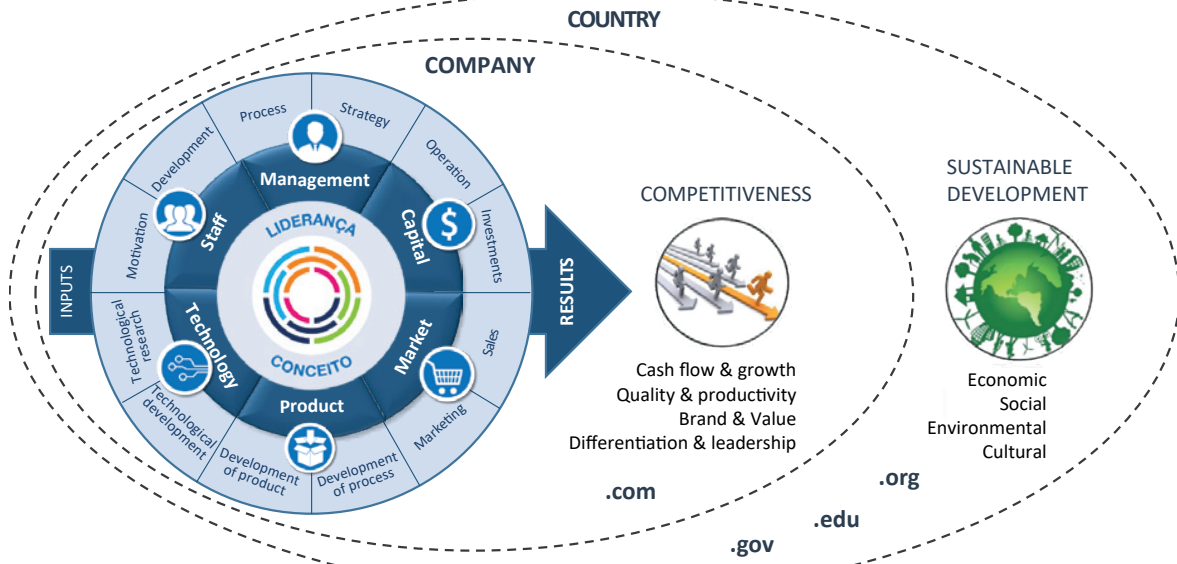 COUNTRY
COMPANY
Process
Strategy
Development
Operation
Motivation
Investments
Management
Staff
Capital
LIDERANÇA
CONCEITO
INPUTS
RESULTS
Technological
research
Technology
Market
Sales
Product
Technological
development
Development
of product
Development
of process
Marketing
$
COMPETITIVENESS
Cash flow & growth
Quality & productivity
Brand & Value
Differentiation & leadership
SUSTAINABLE
DEVELOPMENT
Economic
Social
Environmental
Cultural
.com
.org
.edu
.gov